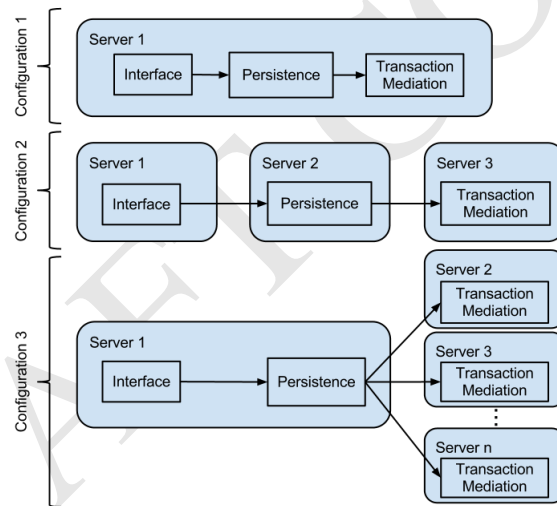 Configuration 1
Server 1
Interface
Persistence
Transaction
Mediation
Configuration 2
Server 1
Interface
Server 2
Persistence
Server 3
Transaction
Mediation
Configuration 3
Server 1
Interface
Persistence
Server 2
Transaction
Mediation
Server 3
Transaction
Mediation
Server n
Transaction
Mediation